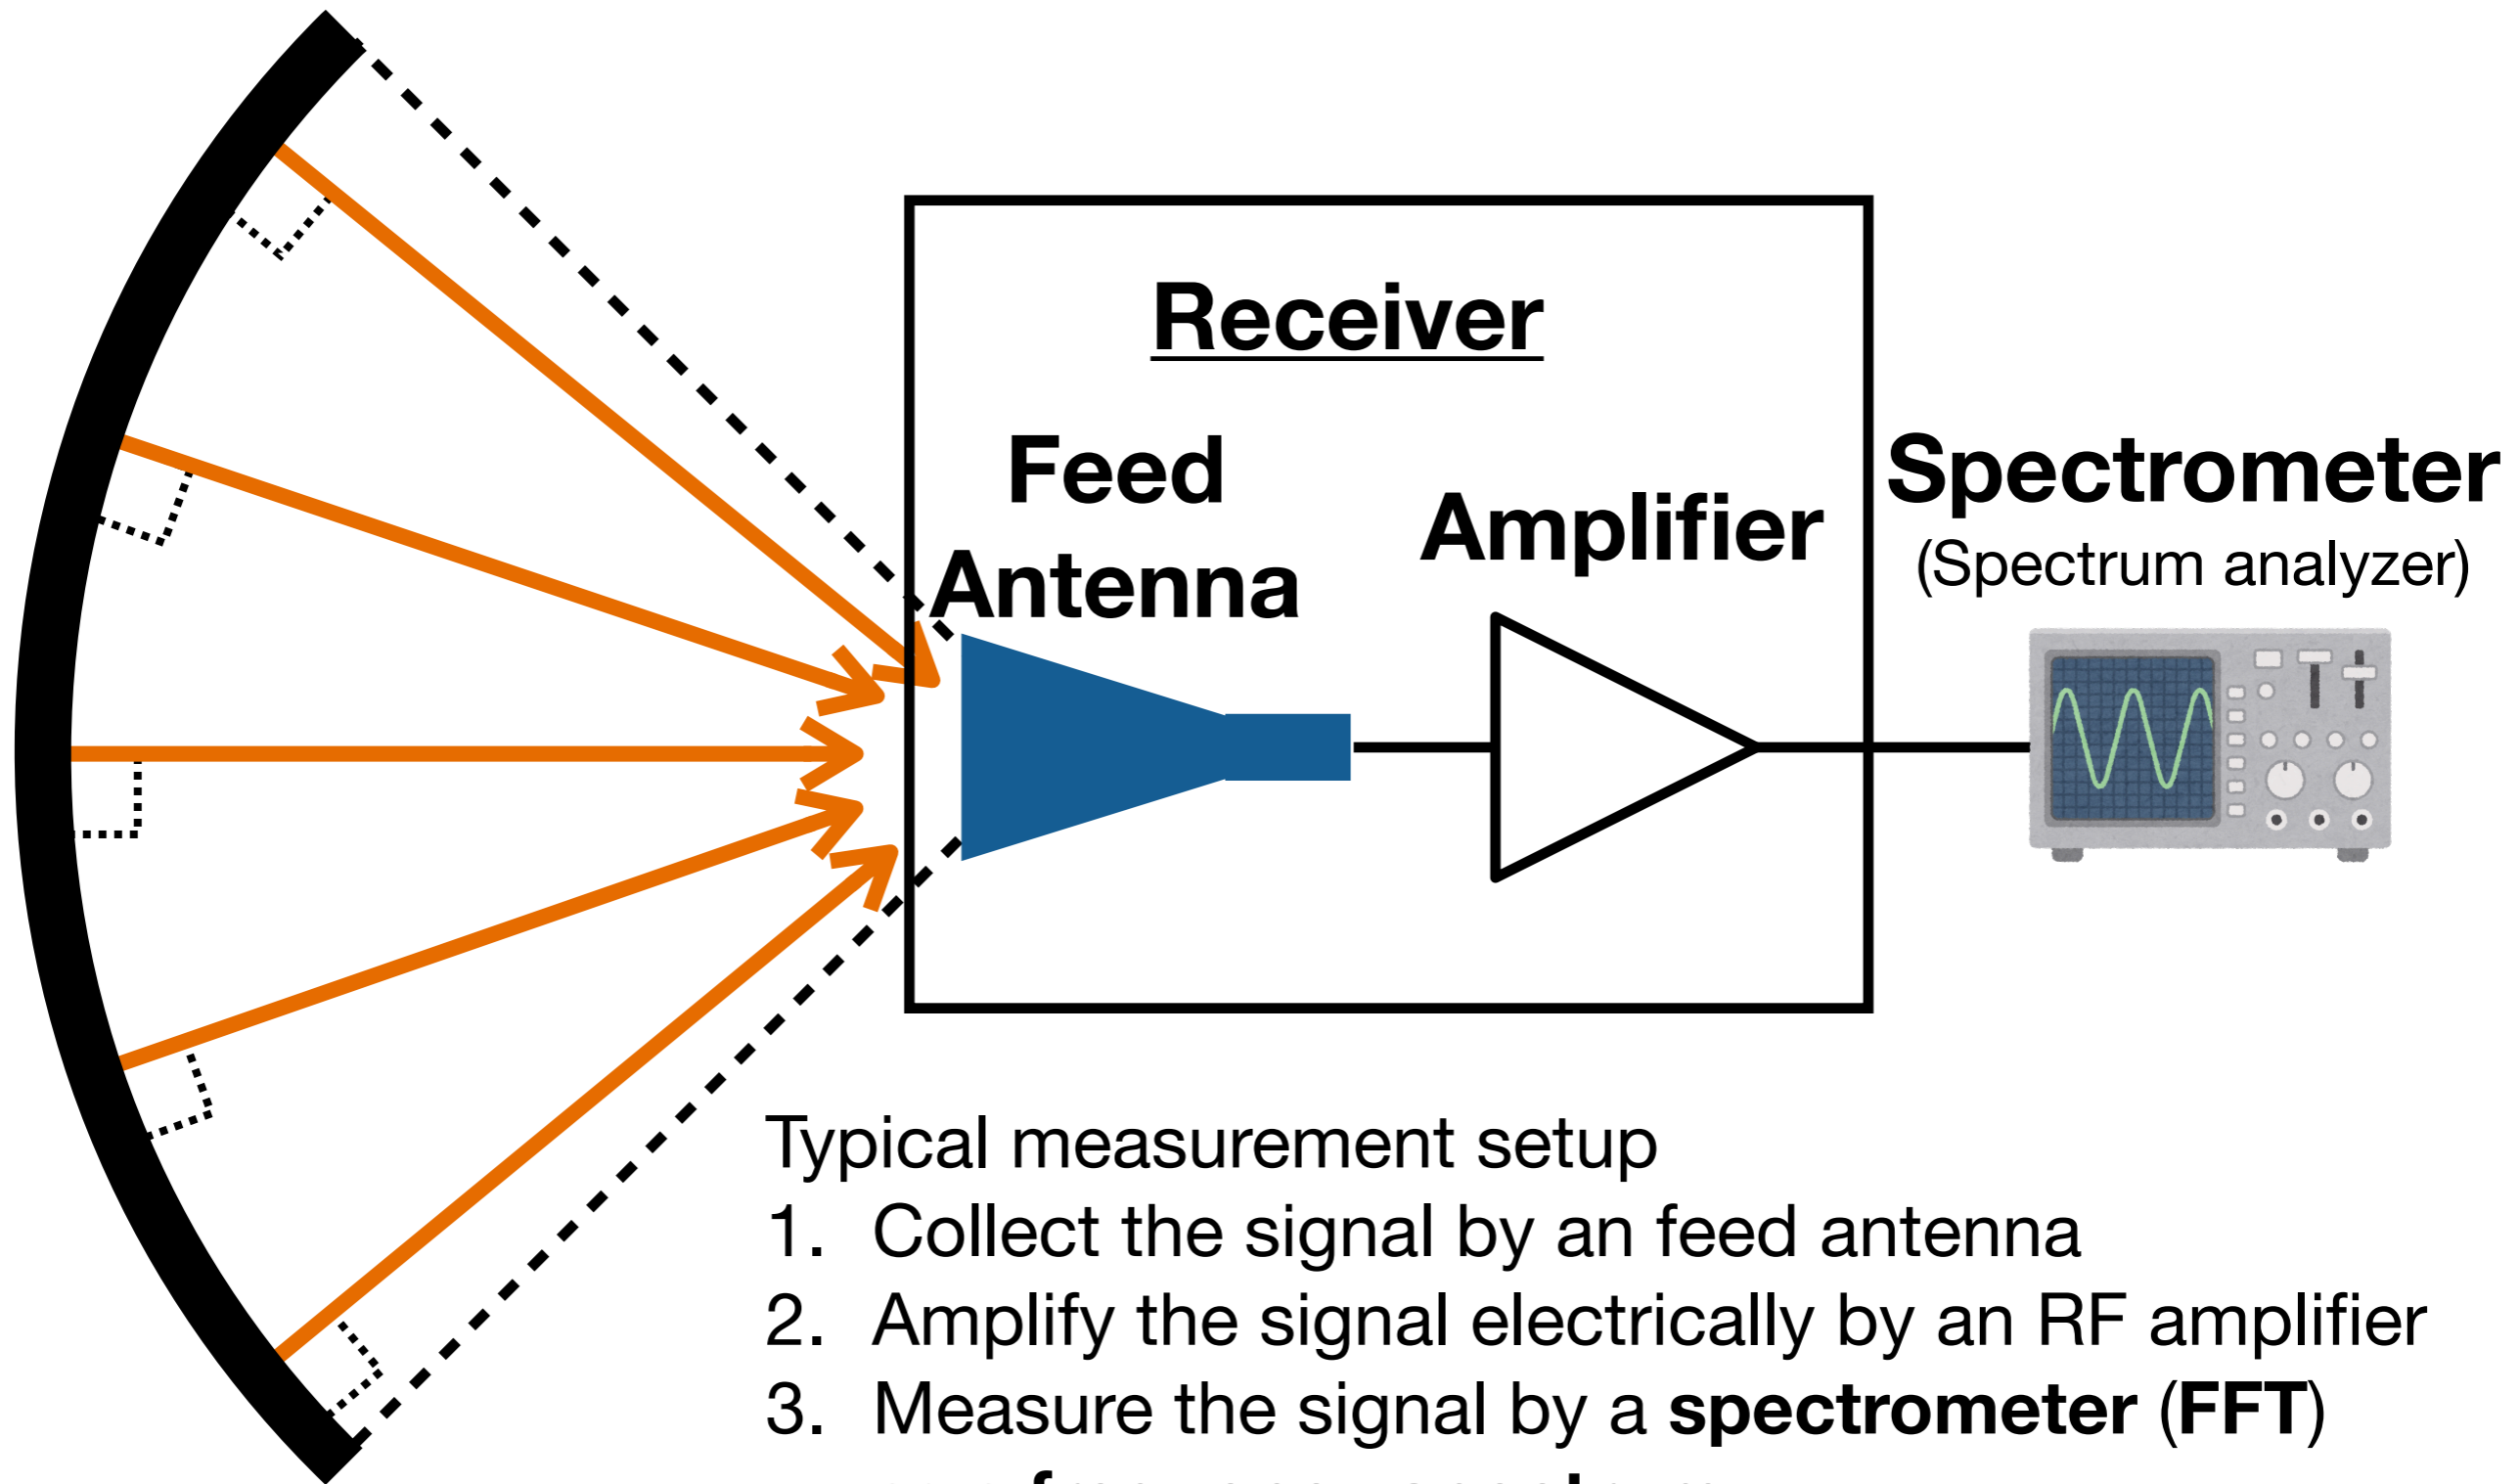 Receiver
Feed
Antenna
Amplifier
Spectrometer
(Spectrum analyzer)
Typical measurement setup
1. Collect the signal by an feed antenna
2. Amplify the signal electrically by an RF amplifier
3. Measure the signal by a spectrometer (FFT)